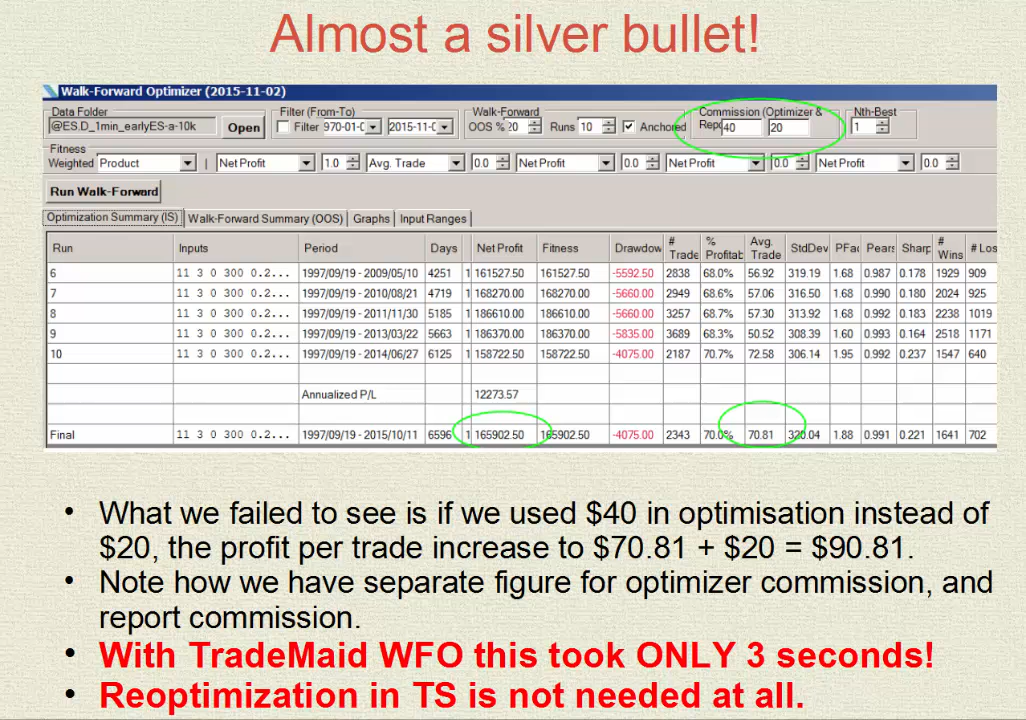 Almost a silver bullet!
Walk-Forward Optimizer (2015-11-02)
Data Folder Filter (From-To) Walk-Forward Commission (Optimizer & Nth-Best
@ES.D_1min_earlyES-a-10k Open Filter 970-01-0 2015-11-0 OOS % 20 Runs 10 Anchored Repo 40 20 1
Fitness
Weighted Product | Net Profit 1.0 Avg. Trade 0.0 Net Profit 0.0 Net Profit 0.0 Net Profit 0.0
Run Walk-Forward
Optimization Summary (IS) Walk-Forward Summary (OOS) Graphs Input Ranges
Run Inputs Period Days Net Profit Fitness Drawdow # Trade % Profitab Avg. Trade StdDev PFac Pears Sharp # Wins # Los
6 11 3 0 300 0.2... 1997/09/19 - 2009/05/10 4251 1 161527.50 161527.50 -5592.50 2838 68.0% 56.92 319.19 1.68 0.987 0.178 1929 909
7 11 3 0 300 0.2... 1997/09/19 - 2010/08/21 4719 1 168270.00 168270.00 -5660.00 2949 68.6% 57.06 316.50 1.68 0.990 0.180 2024 925
8 11 3 0 300 0.2... 1997/09/19 - 2011/11/30 5185 1 186610.00 186610.00 -5660.00 3257 68.7% 57.30 313.92 1.68 0.992 0.183 2238 1019
9 11 3 0 300 0.2... 1997/09/19 - 2013/03/22 5663 1 186370.00 186370.00 -5835.00 3689 68.3% 50.52 308.39 1.60 0.993 0.164 2518 1171
10 11 3 0 300 0.2... 1997/09/19 - 2014/06/27 6125 1 158722.50 158722.50 -4075.00 2187 70.7% 72.58 306.14 1.95 0.992 0.237 1547 640
Annualized P/L 12273.57
Final 11 3 0 300 0.2... 1997/09/19 - 2015/10/11 6596 1 165902.50 165902.50 -4075.00 2343 70.0% 70.81 320.04 1.88 0.991 0.221 1641 702
• What we failed to see is if we used $40 in optimisation instead of
$20, the profit per trade increase to $70.81 + $20 = $90.81.
• Note how we have separate figure for optimizer commission, and
report commission.
• With TradeMaid WFO this took ONLY 3 seconds!
• Reoptimization in TS is not needed at all.